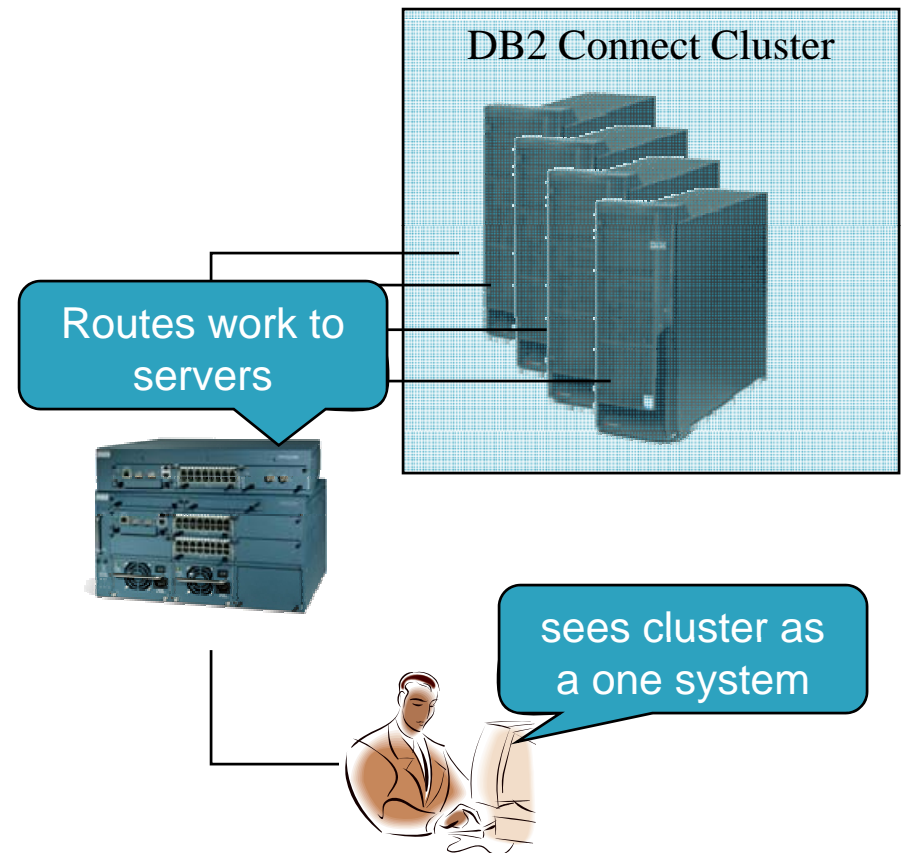 DB2 Connect Cluster
Routes work to
servers
sees cluster as
a one system